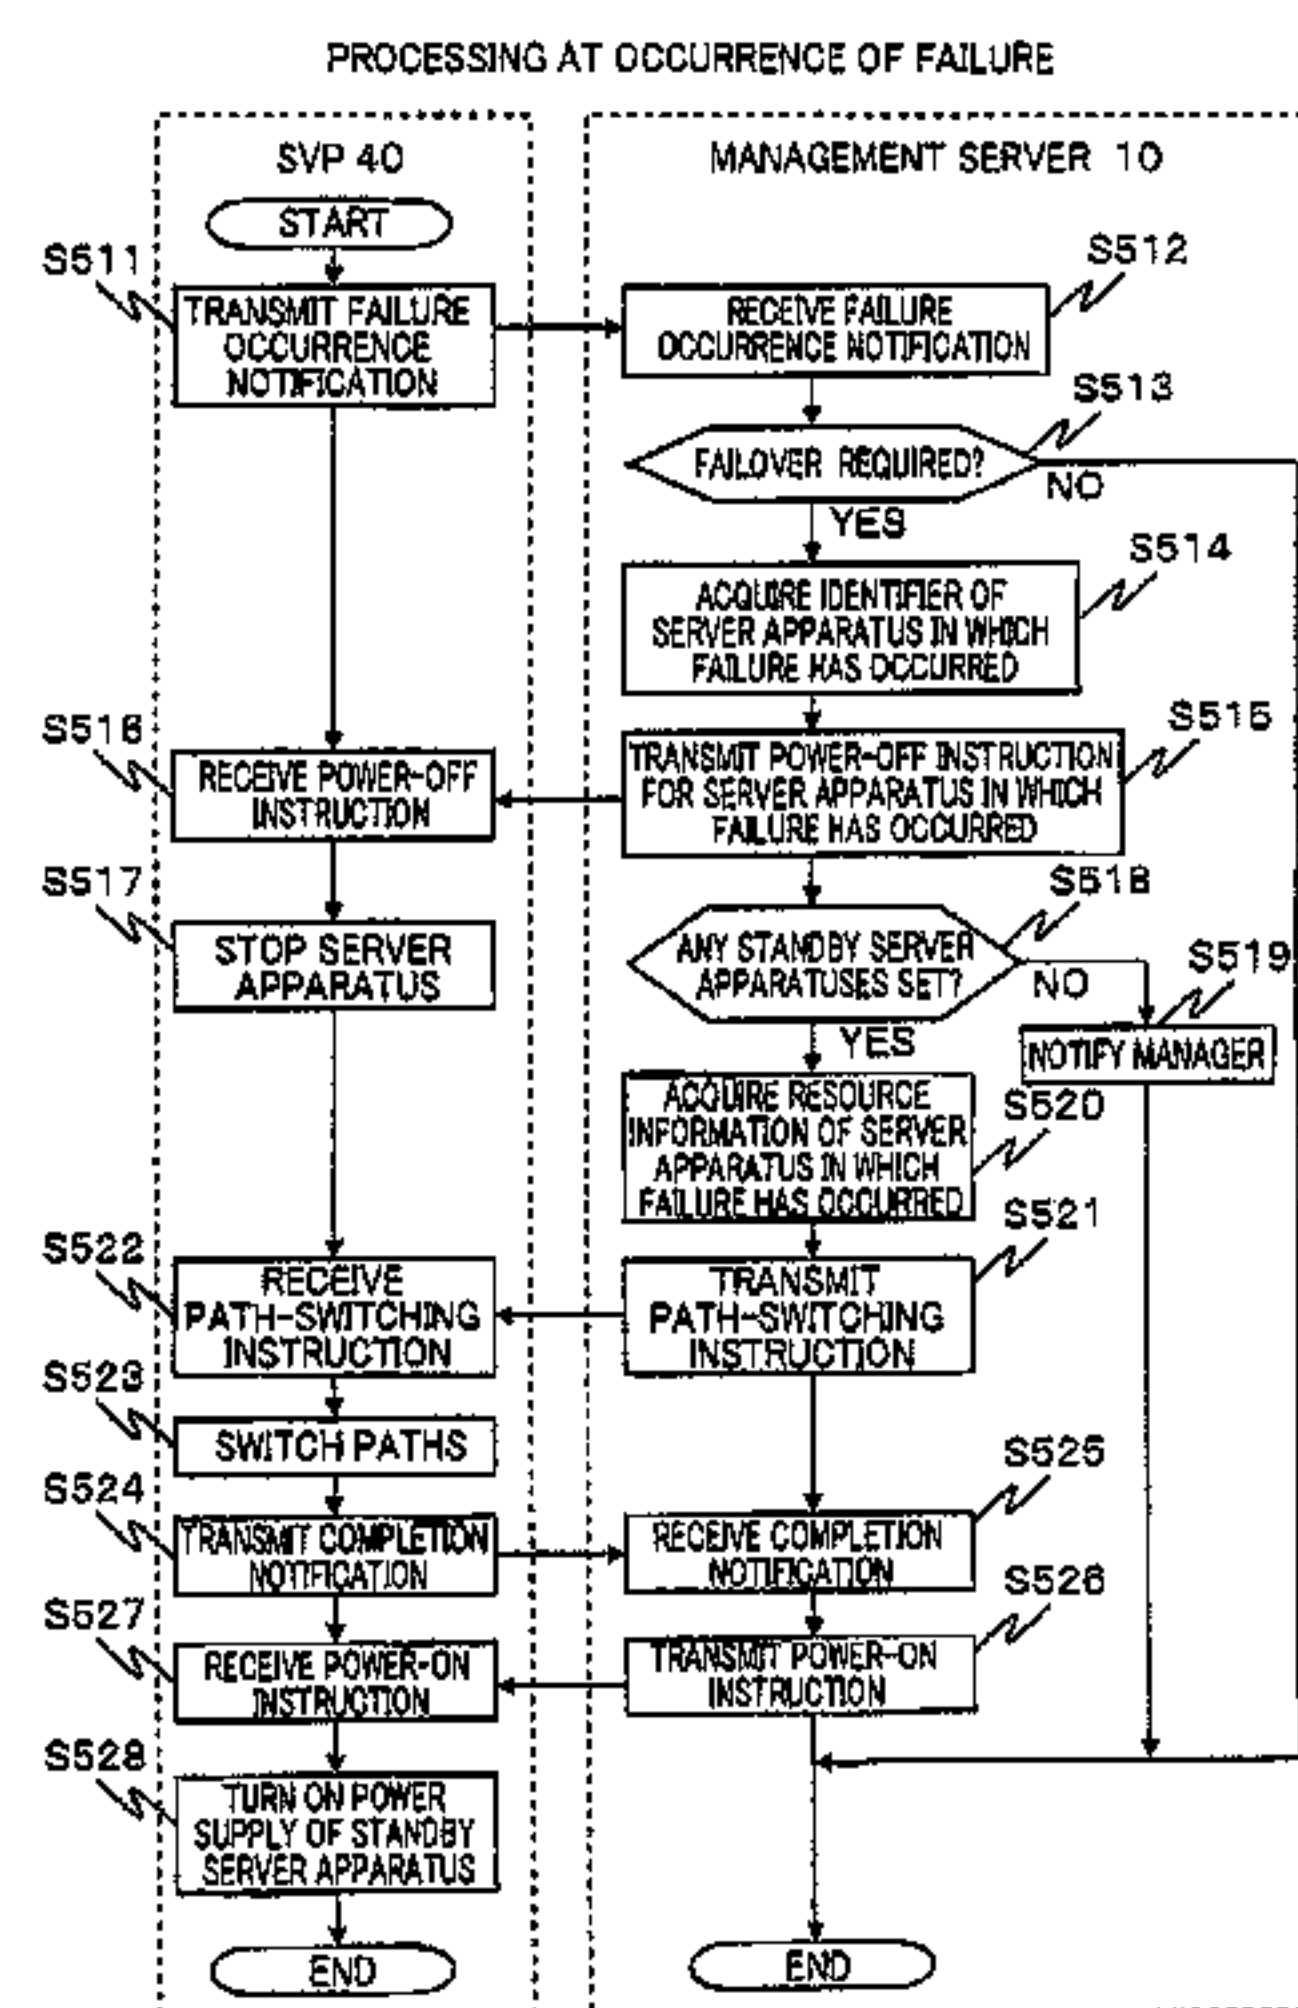 PROCESSING AT OCCURRENCE OF FAILURE
SVP 40
START
S511
TRANSMIT FAILURE
OCCURRENCE
NOTIFICATION
MANAGEMENT SERVER 10
S512
RECEIVE FAILURE
OCCURRENCE NOTIFICATION
S513
FAILOVER REQUIRED?
NO
YES
S514
ACQUIRE IDENTIFIER OF
SERVER APPARATUS IN WHICH
FAILURE HAS OCCURRED
S515
TRANSMIT POWER-OFF INSTRUCTION
FOR SERVER APPARATUS IN WHICH
FAILURE HAS OCCURRED
S516
RECEIVE POWER-OFF
INSTRUCTION
S517
STOP SERVER
APPARATUS
S518
ANY STANDBY SERVER
APPARATUSES SET?
NO
YES
S519
NOTIFY MANAGER
S520
ACQUIRE RESOURCE
INFORMATION OF SERVER
APPARATUS IN WHICH
FAILURE HAS OCCURRED
S521
TRANSMIT
PATH-SWITCHING
INSTRUCTION
S522
RECEIVE
PATH-SWITCHING
INSTRUCTION
S523
SWITCH PATHS
S524
TRANSMIT COMPLETION
NOTIFICATION
S525
RECEIVE COMPLETION
NOTIFICATION
S526
TRANSMIT POWER-ON
INSTRUCTION
S527
RECEIVE POWER-ON
INSTRUCTION
S528
TURN ON POWER
SUPPLY OF STANDBY
SERVER APPARATUS
END
END